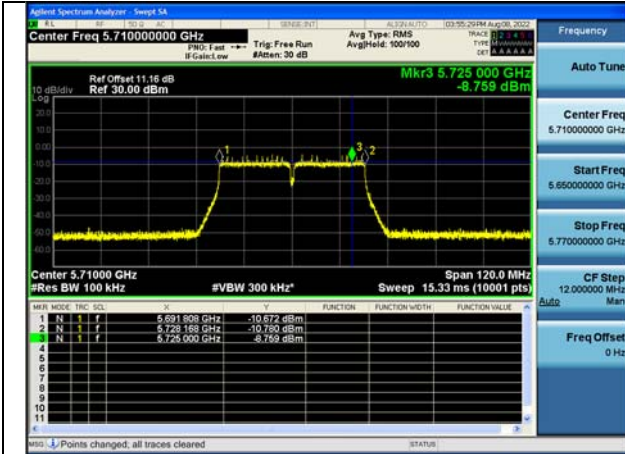 Agilent Spectrum Analyzer - Swept SA
RL RF 50 Ω AC SENSE:INT ALIGN AUTO 03:55:29 PM Aug 08, 2022
Center Freq 5.710000000 GHz
PNO: Fast
IFGain:Low
Trig: Free Run
#Atten: 30 dB
Avg Type: RMS
Avg|Hold: 100/100
TRACE 1 2 3 4 5 6
TYPE
DET A A A A A A
Frequency
Mkr3 5.725 000 GHz
-8.759 dBm
Ref Offset 11.16 dB
10 dB/div Ref 30.00 dBm
Log
20.0
10.0
0.00
-10.0
-20.0
-30.0
-40.0
-50.0
-60.0
1
3
2
Center 5.71000 GHz Span 120.0 MHz
#Res BW 100 kHz #VBW 300 kHz* Sweep 15.33 ms (10001 pts)
MKR MODE TRC SCL X Y FUNCTION FUNCTION WIDTH FUNCTION VALUE
1 N 1 f 5.691 808 GHz -10.672 dBm
2 N 1 f 5.728 168 GHz -10.780 dBm
3 N 1 f 5.725 000 GHz -8.759 dBm
4
5
6
7
8
9
10
11
MSG Points changed; all traces cleared STATUS
Auto Tune
Center Freq
5.710000000 GHz
Start Freq
5.650000000 GHz
Stop Freq
5.770000000 GHz
CF Step
12.000000 MHz
Auto Man
Freq Offset
0 Hz